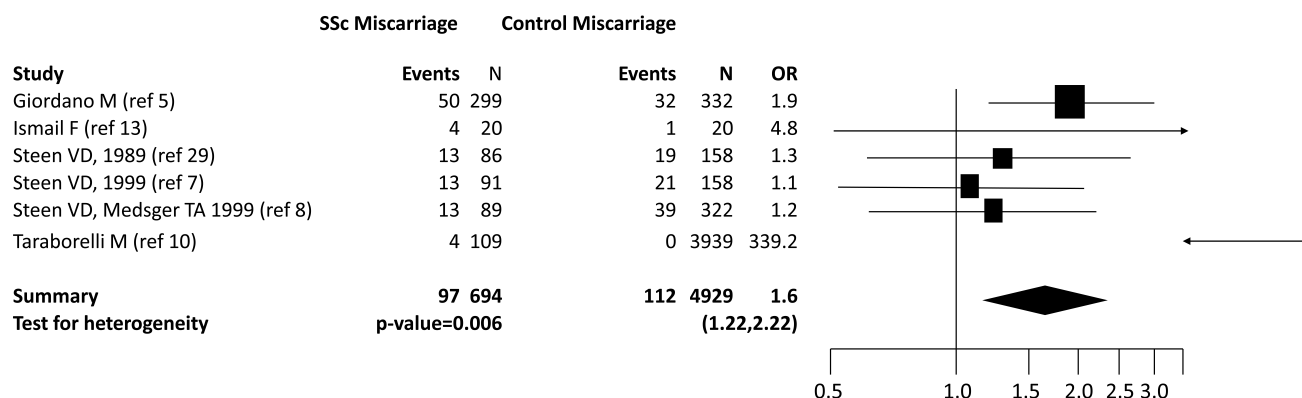 SSc Miscarriage Control Miscarriage
Study Events N Events N OR
Giordano M (ref 5) 50 299 32 332 1.9
Ismail F (ref 13) 4 20 1 20 4.8
Steen VD, 1989 (ref 29) 13 86 19 158 1.3
Steen VD, 1999 (ref 7) 13 91 21 158 1.1
Steen VD, Medsger TA 1999 (ref 8) 13 89 39 322 1.2
Taraborelli M (ref 10) 4 109 0 3939 339.2
Summary 97 694 112 4929 1.6
Test for heterogeneity p-value=0.006 (1.22,2.22)
0.5 1.0 1.5 2.0 2.5 3.0